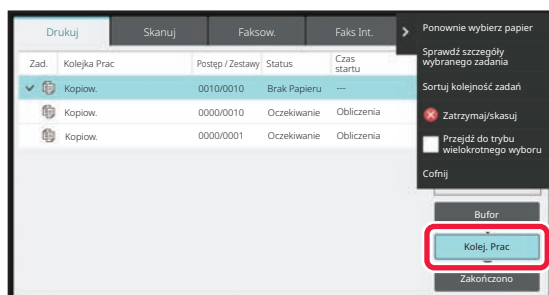 Drukuj
Skanuj
Faksow.
Faks Int.
Zad.
Kolejka Prac
Postęp / Zestawy
Status
Czas
startu
Kopiow.
0010/0010
Brak Papieru
---
Kopiow.
0000/0010
Oczekiwanie
Obliczenia
Kopiow.
0000/0001
Oczekiwanie
Obliczenia
Ponownie wybierz papier
Sprawdź szczegóły
wybranego zadania
Sortuj kolejność zadań
Zatrzymaj/skasuj
Przejdź do trybu
wielokrotnego wyboru
Cofnij
Bufor
Kolej. Prac
Zakończono